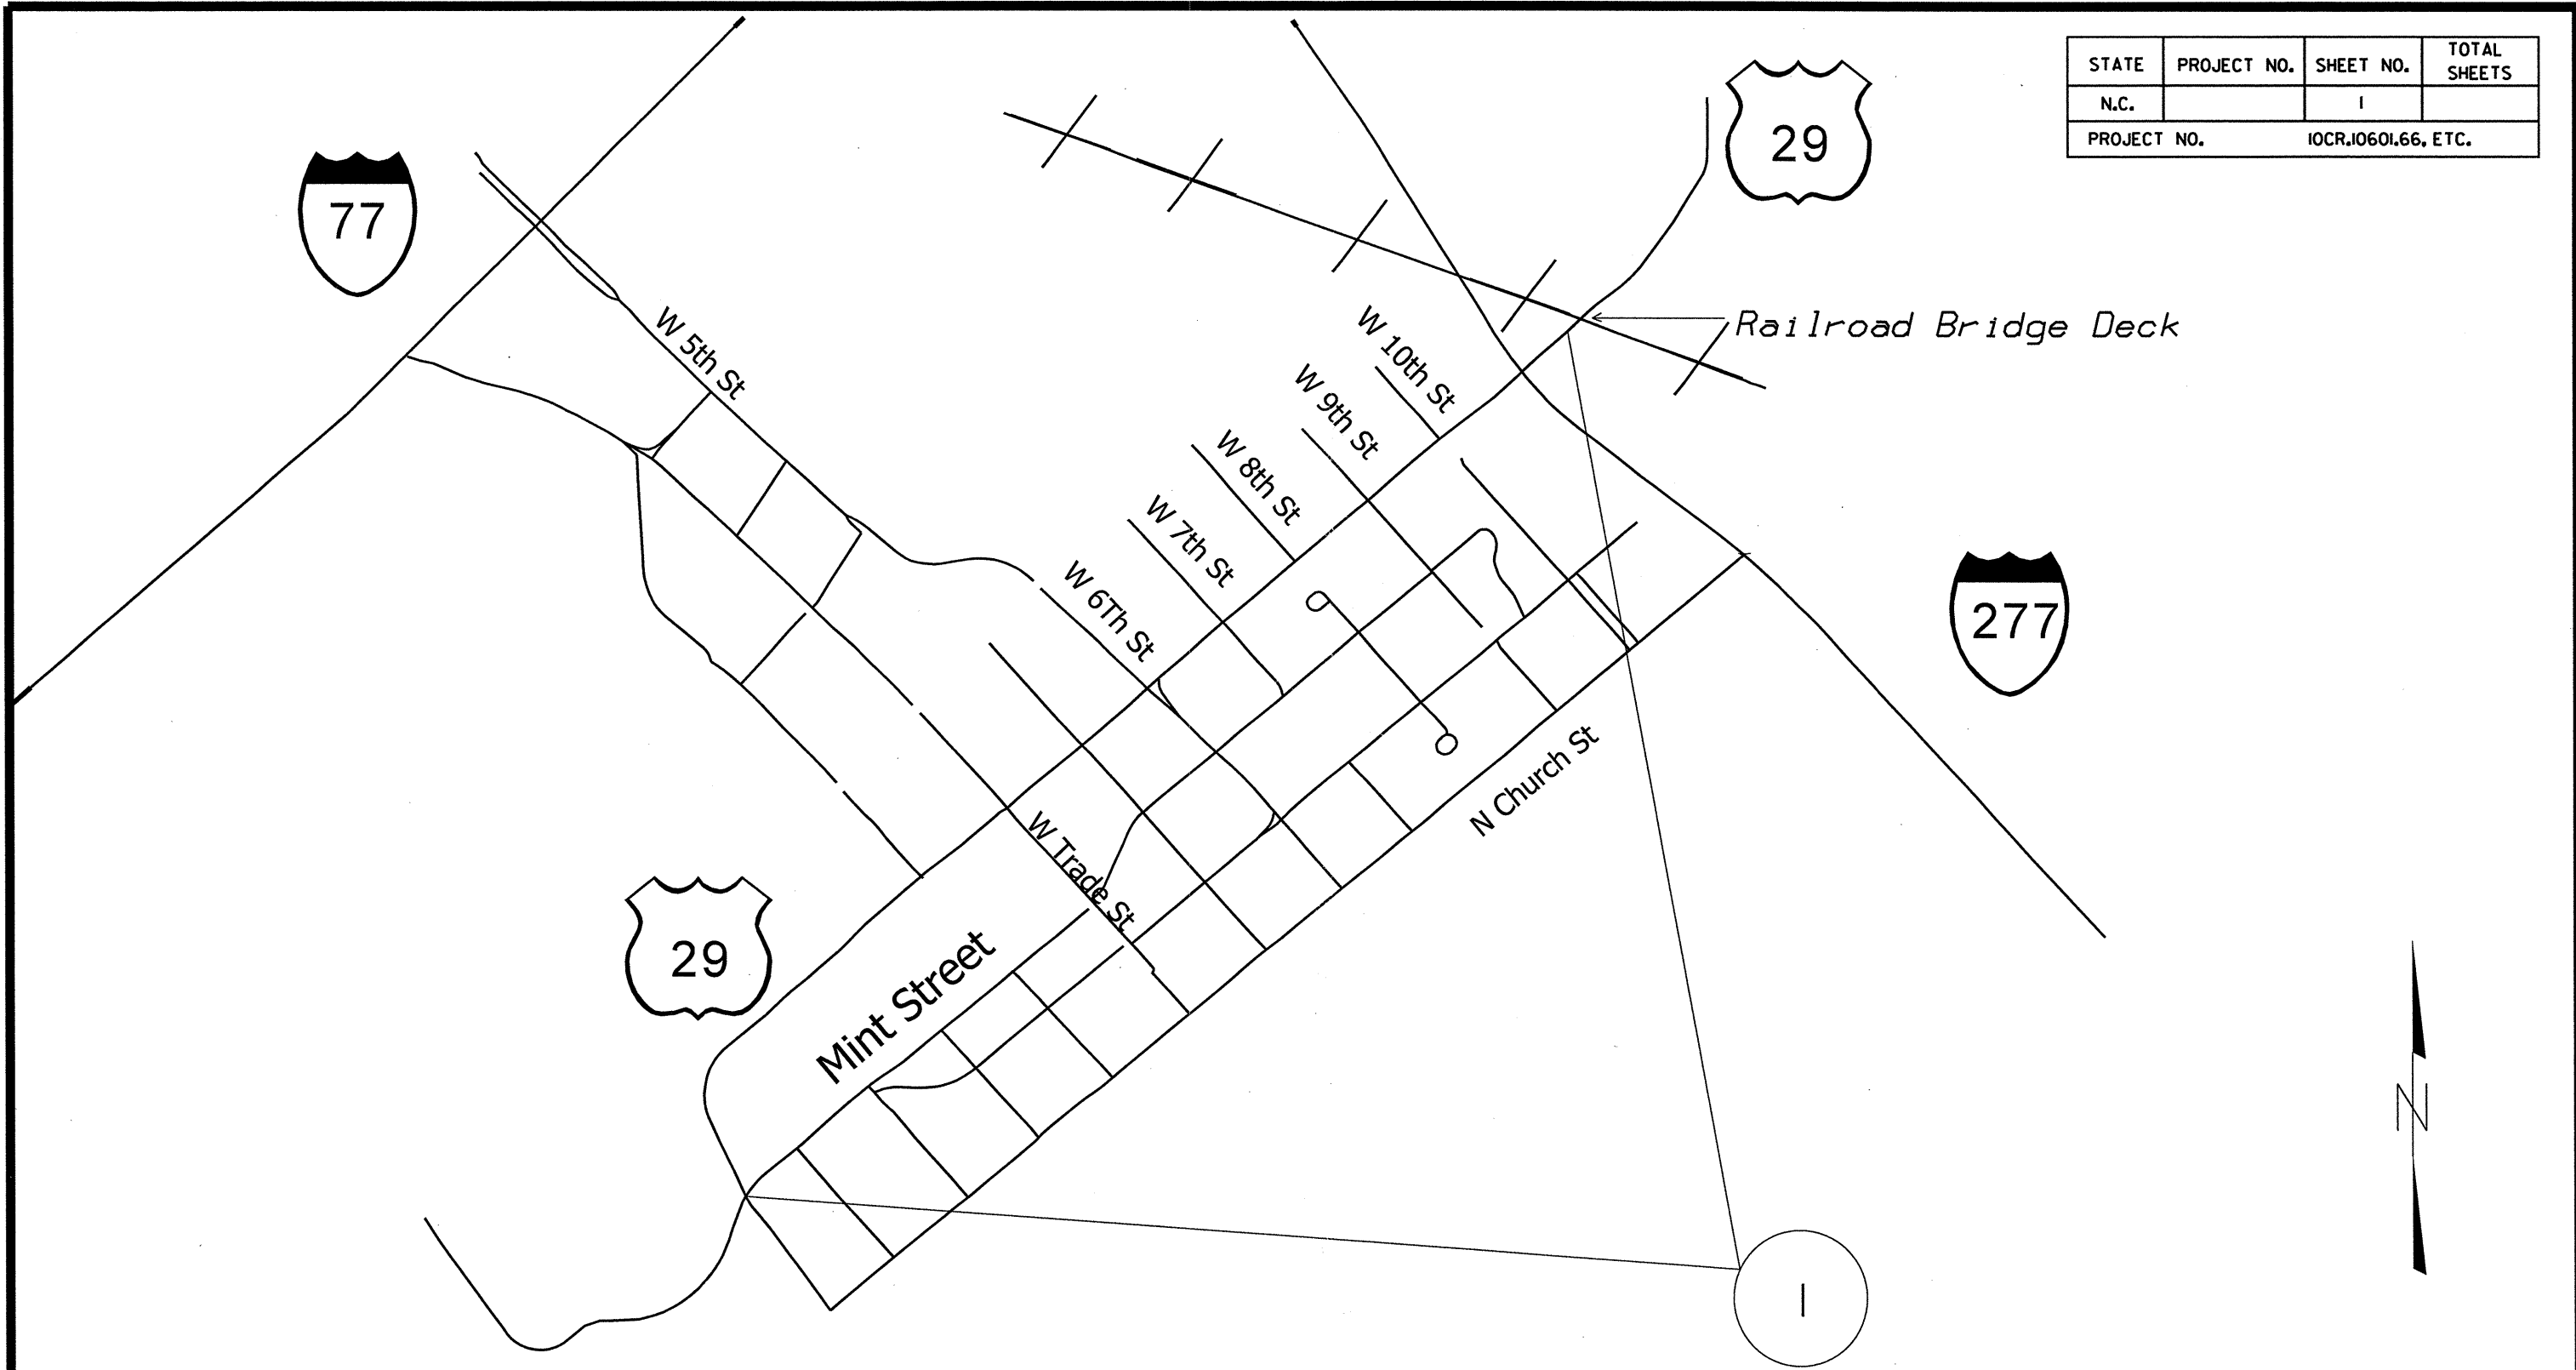 STATE PROJECT NO. SHEET NO. TOTAL SHEETS
N.C. 1
PROJECT NO. 10CR.10601.66, ETC.
29
77
Railroad Bridge Deck
W 5th St
W 10th St
W 9th St
W 8th St
W 7th St
W 6Th St
277
N Church St
W Trade St
29
Mint Street
N
1